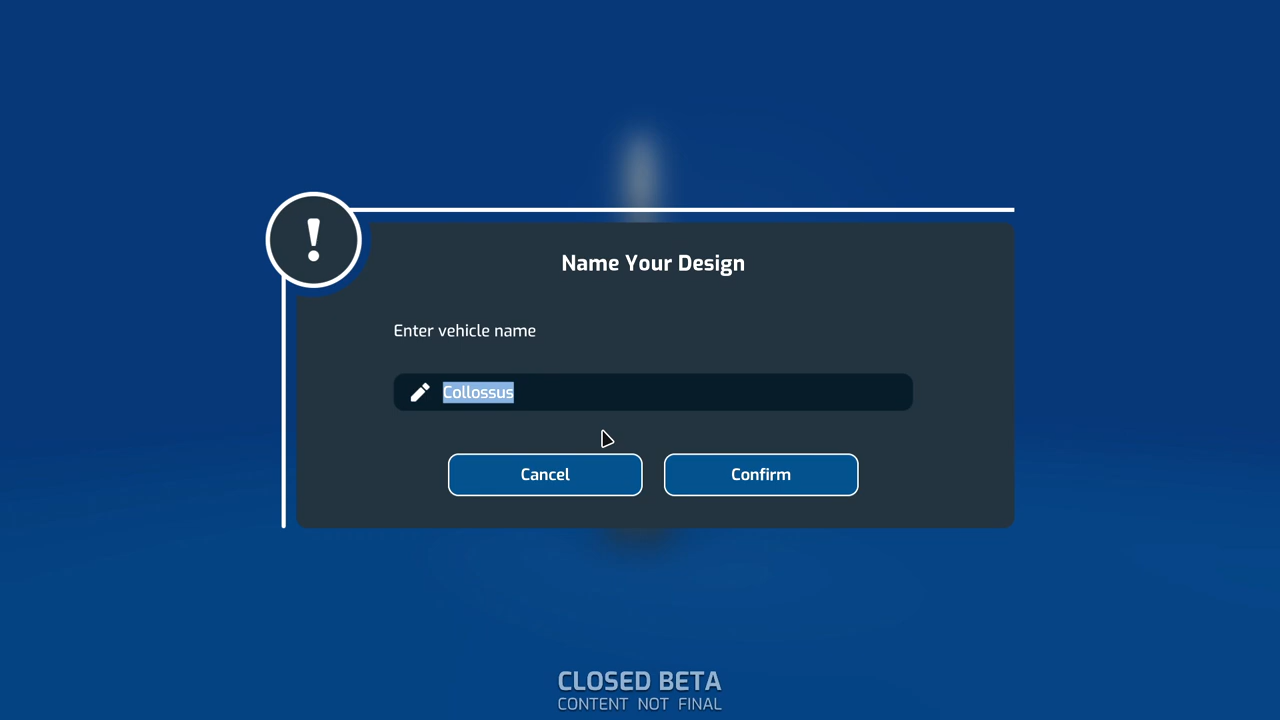 !
Name Your Design
Enter vehicle name
Collossus
Cancel
Confirm
CLOSED BETA
CONTENT NOT FINAL